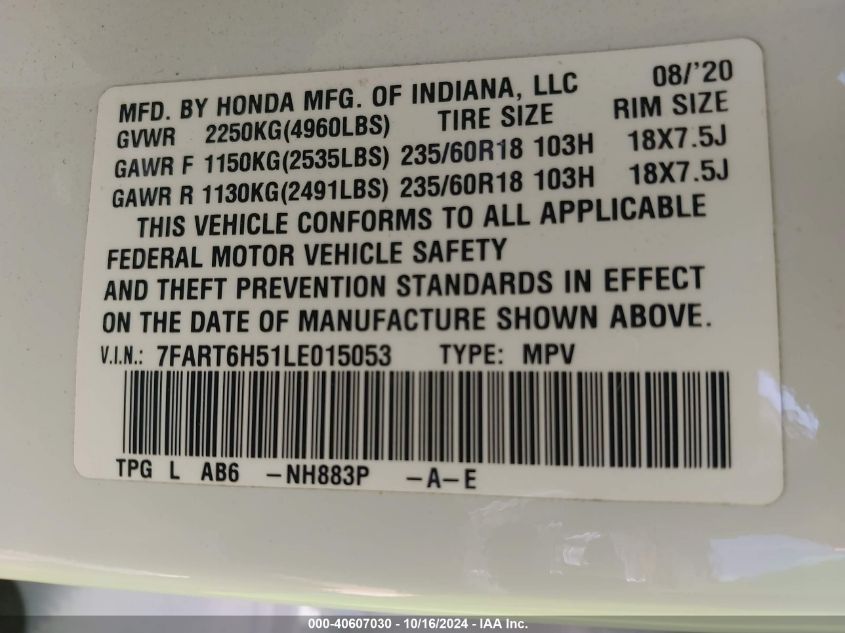 MFD. BY HONDA MFG. OF INDIANA, LLC 08/'20
GVWR 2250KG(4960LBS) TIRE SIZE RIM SIZE
GAWR F 1150KG(2535LBS) 235/60R18 103H 18X7.5J
GAWR R 1130KG(2491LBS) 235/60R18 103H 18X7.5J
THIS VEHICLE CONFORMS TO ALL APPLICABLE
FEDERAL MOTOR VEHICLE SAFETY
AND THEFT PREVENTION STANDARDS IN EFFECT
ON THE DATE OF MANUFACTURE SHOWN ABOVE.
V.I.N.: 7FART6H51LE015053 TYPE: MPV
TPG L AB6 -NH883P -A-E
000-40607030 - 10/16/2024 - IAA Inc.